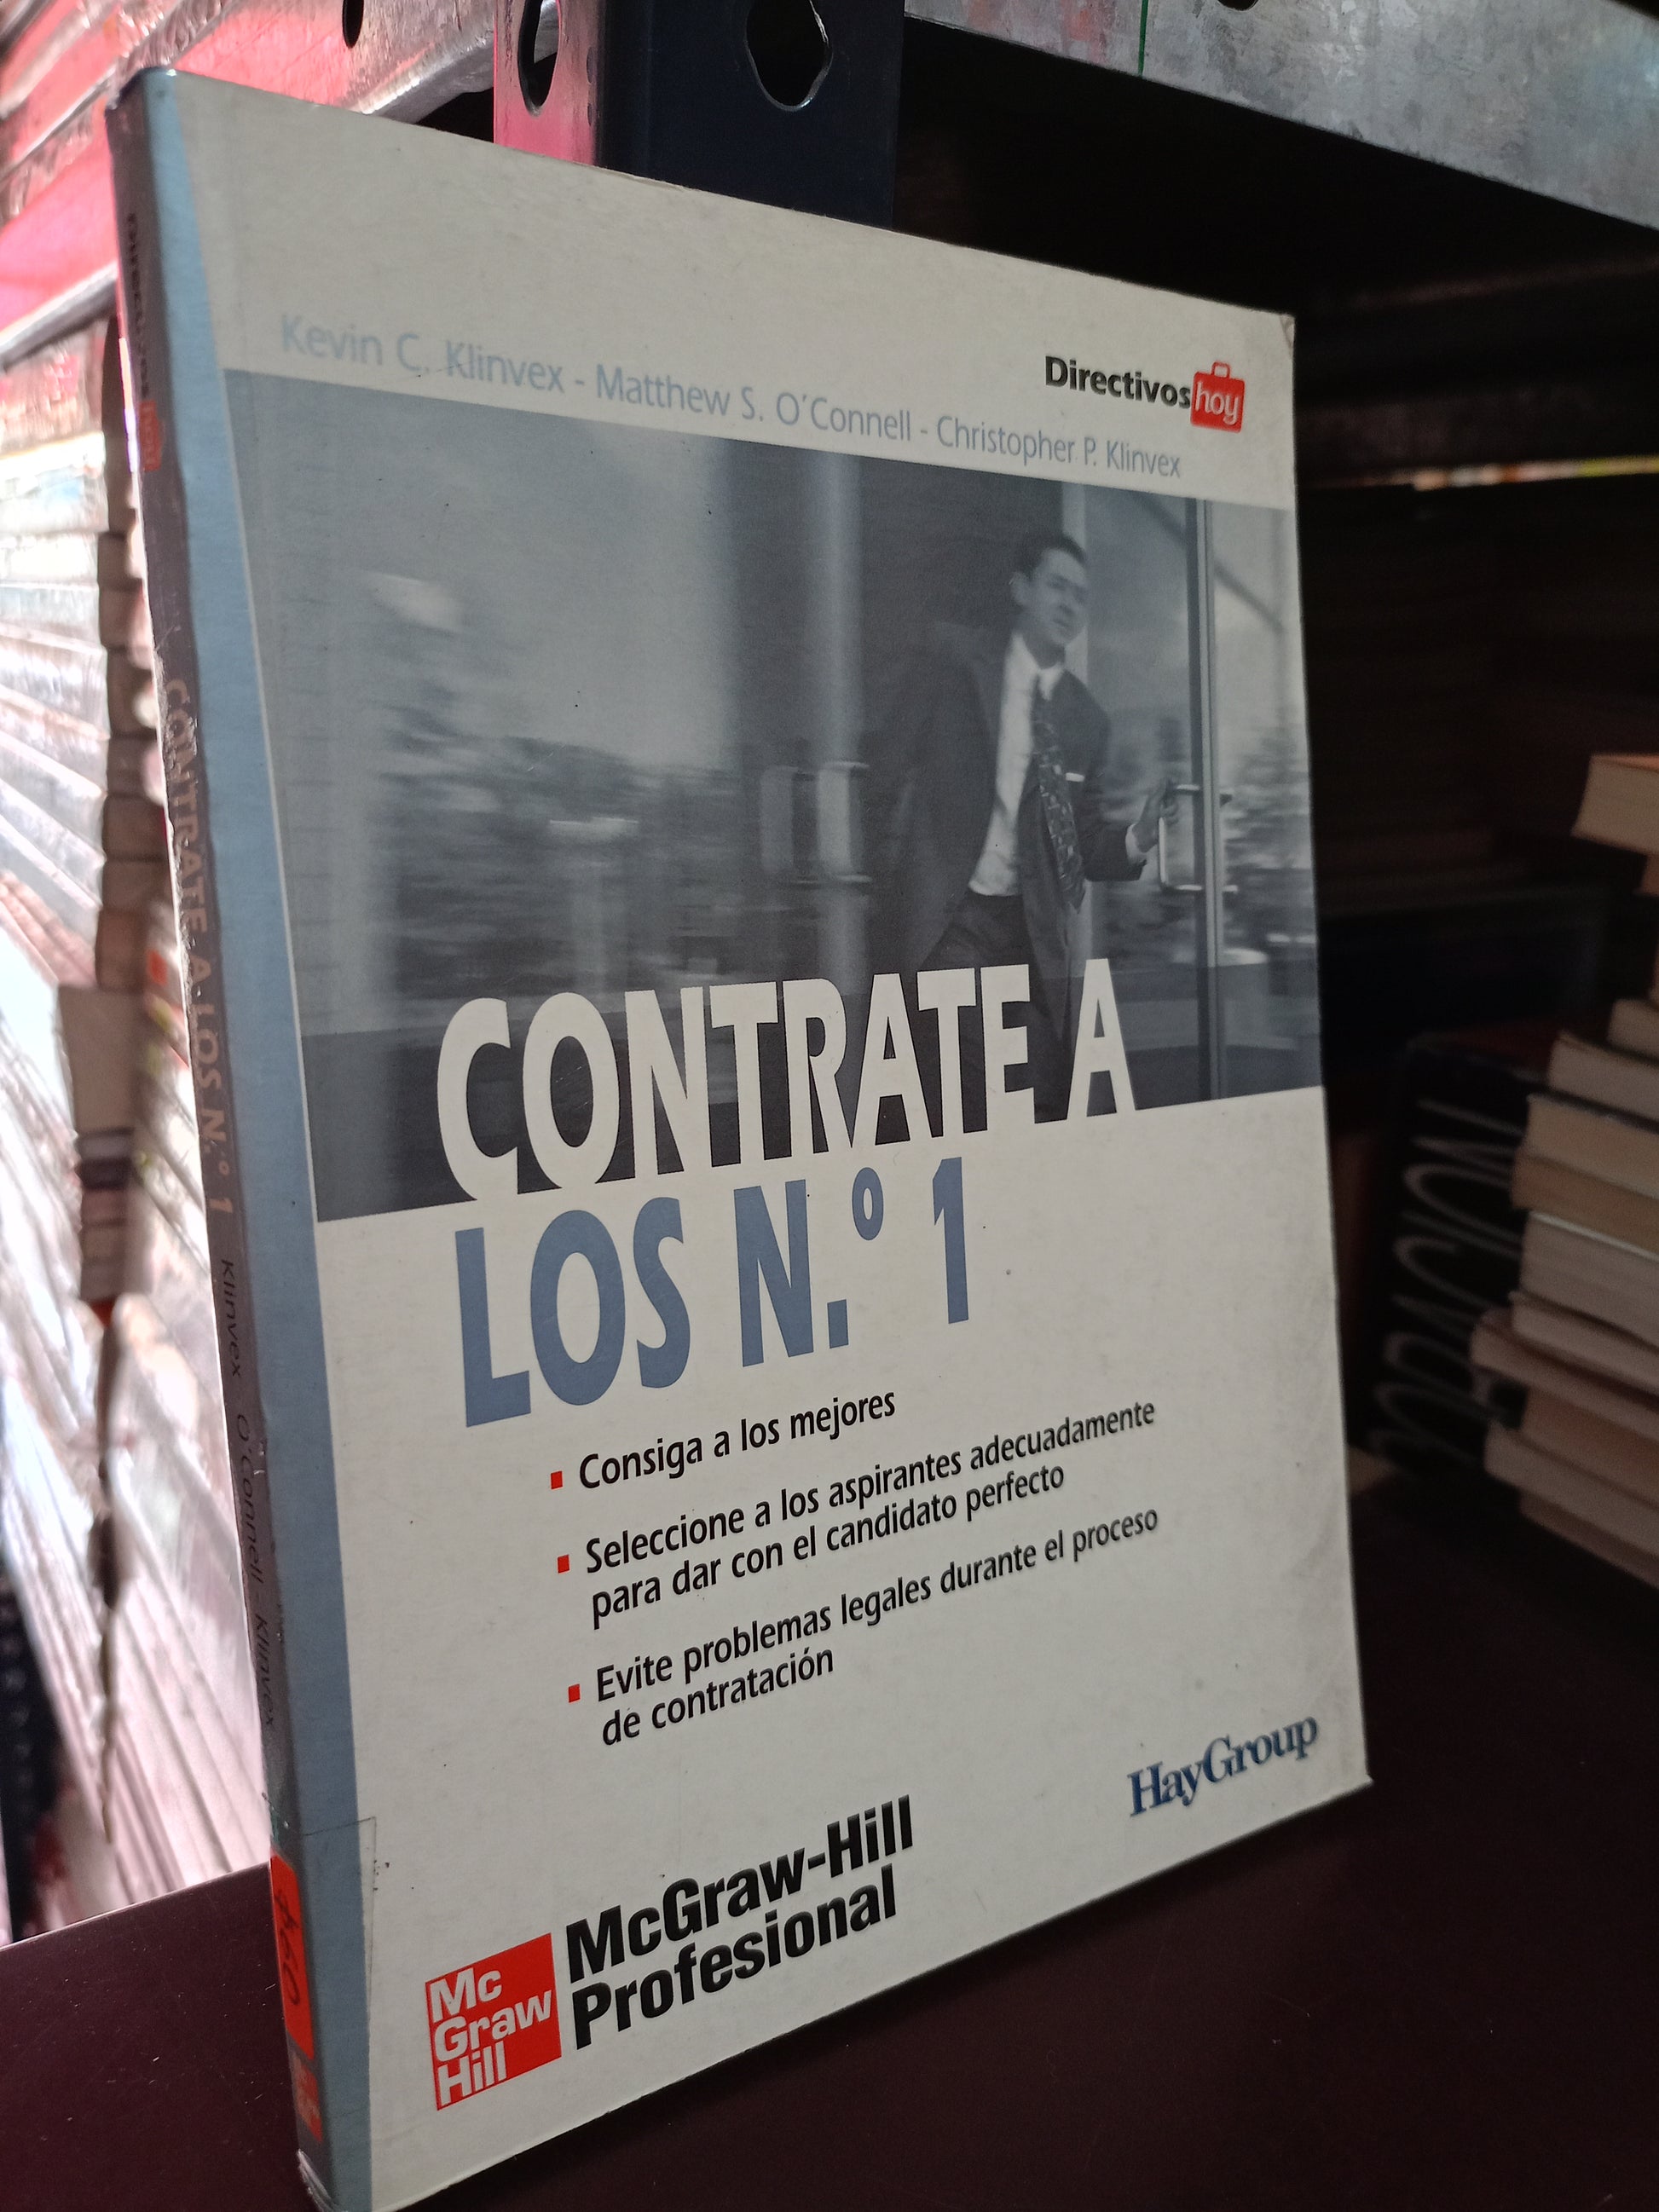 Directivos hoy
Kevin C. Klinvex - Matthew S. O'Connell - Christopher P. Klinvex
CONTRATE A
LOS N.º 1
▪ Consiga a los mejores
▪ Seleccione a los aspirantes adecuadamente
para dar con el candidato perfecto
▪ Evite problemas legales durante el proceso
de contratación
HayGroup
Mc
Graw
Hill
McGraw-Hill
Profesional
CONTRATE A LOS N.º 1 Klinvex - O'Connell - Klinvex